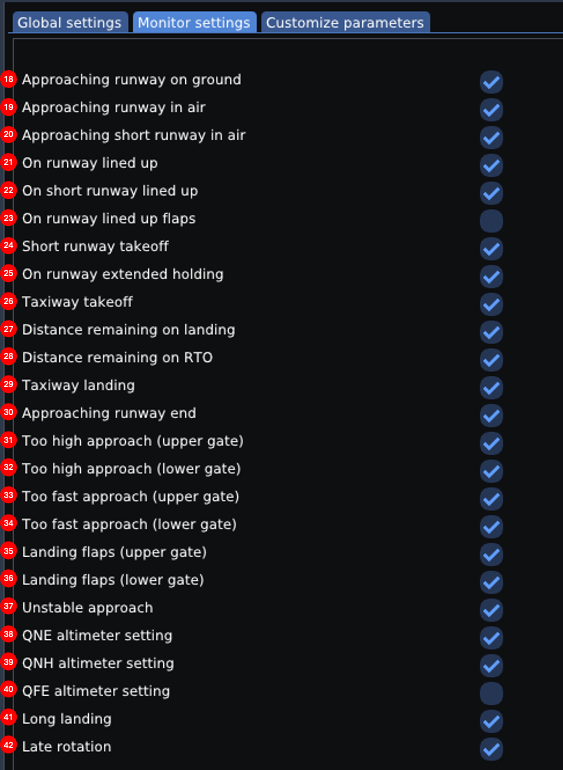 Global settings Monitor settings Customize parameters
18 Approaching runway on ground
19 Approaching runway in air
20 Approaching short runway in air
21 On runway lined up
22 On short runway lined up
23 On runway lined up flaps
24 Short runway takeoff
25 On runway extended holding
26 Taxiway takeoff
27 Distance remaining on landing
28 Distance remaining on RTO
29 Taxiway landing
30 Approaching runway end
31 Too high approach (upper gate)
32 Too high approach (lower gate)
33 Too fast approach (upper gate)
34 Too fast approach (lower gate)
35 Landing flaps (upper gate)
36 Landing flaps (lower gate)
37 Unstable approach
38 QNE altimeter setting
39 QNH altimeter setting
40 QFE altimeter setting
41 Long landing
42 Late rotation